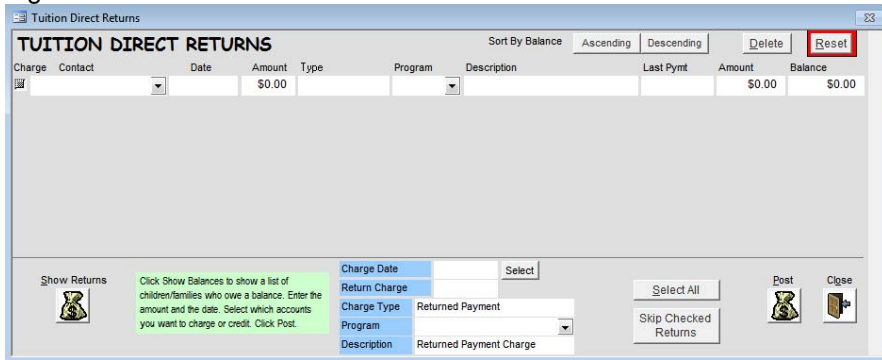 Tuition Direct Returns
TUITION DIRECT RETURNS Sort By Balance Ascending Descending Delete Reset
Charge Contact Date Amount Type Program Description Last Pymt Amount Balance
$0.00 $0.00 $0.00
Show Returns
Click Show Balances to show a list of
children/families who owe a balance. Enter the
amount and the date. Select which accounts
you want to charge or credit. Click Post.
Charge Date Select
Return Charge
Charge Type Returned Payment
Program
Description Returned Payment Charge
Select All
Skip Checked
Returns
Post Close